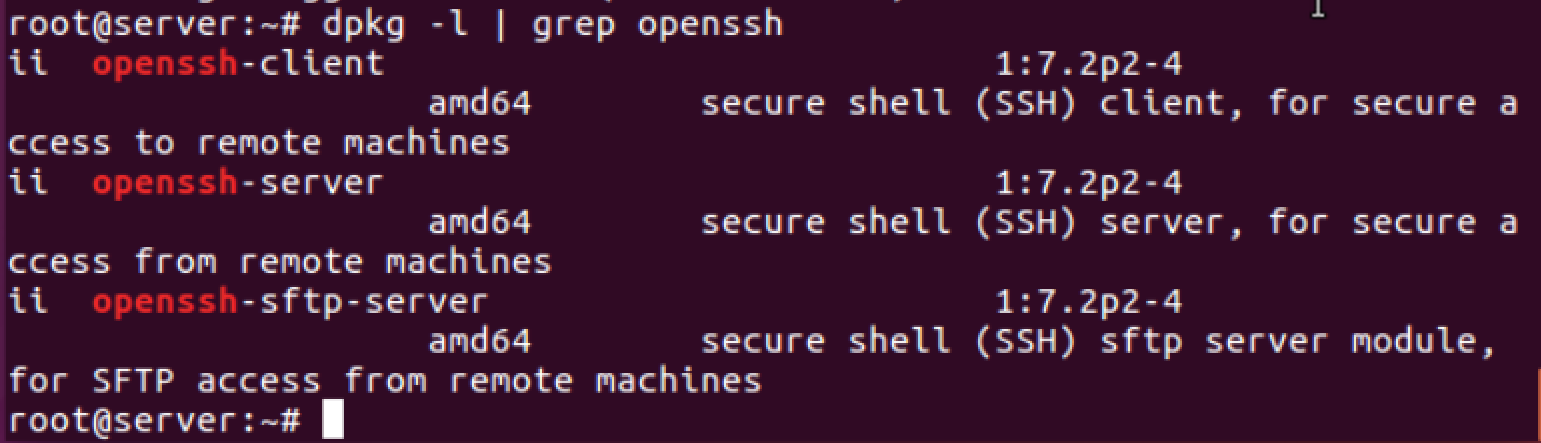 root@server:~# dpkg -l | grep openssh
ii  openssh-client                             1:7.2p2-4
                    amd64        secure shell (SSH) client, for secure a
ccess to remote machines
ii  openssh-server                             1:7.2p2-4
                    amd64        secure shell (SSH) server, for secure a
ccess from remote machines
ii  openssh-sftp-server                        1:7.2p2-4
                    amd64        secure shell (SSH) sftp server module,
for SFTP access from remote machines
root@server:~#